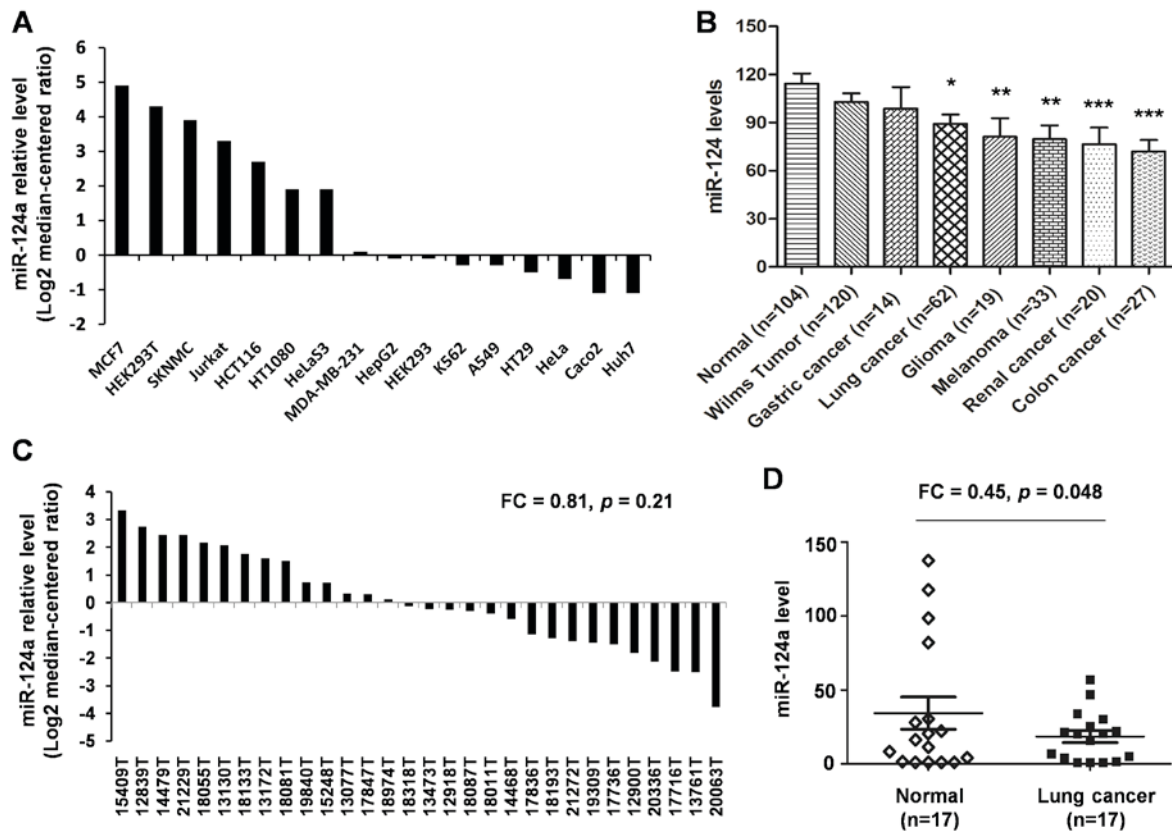 A
miR-124a relative level
(Log2 median-centered ratio)
6
5
4
3
2
1
0
-1
-2
MCF7
HEK293T
SKNMC
Jurkat
HCT116
HT1080
HeLaS3
MDA-MB-231
HepG2
HEK293
K562
A549
HT29
HeLa
Caco2
Huh7
B
miR-124 levels
150
120
90
60
30
0
*
**
**
***
***
Normal (n=104)
Wilms Tumor (n=120)
Gastric cancer (n=14)
Lung cancer (n=62)
Glioma (n=19)
Melanoma (n=33)
Renal cancer (n=20)
Colon cancer (n=27)
C
miR-124a relative level
(Log2 median-centered ratio)
FC = 0.81, p = 0.21
4
3
2
1
0
-1
-2
-3
-4
-5
15409T
12839T
14479T
21229T
18055T
13130T
18133T
13172T
18081T
19840T
15248T
13077T
17847T
18974T
18318T
13473T
12918T
18087T
18011T
14468T
17836T
18193T
21272T
19309T
17736T
12900T
20336T
17716T
13761T
20063T
D
FC = 0.45, p = 0.048
miR-124a level
150
100
50
0
Normal
(n=17)
Lung cancer
(n=17)